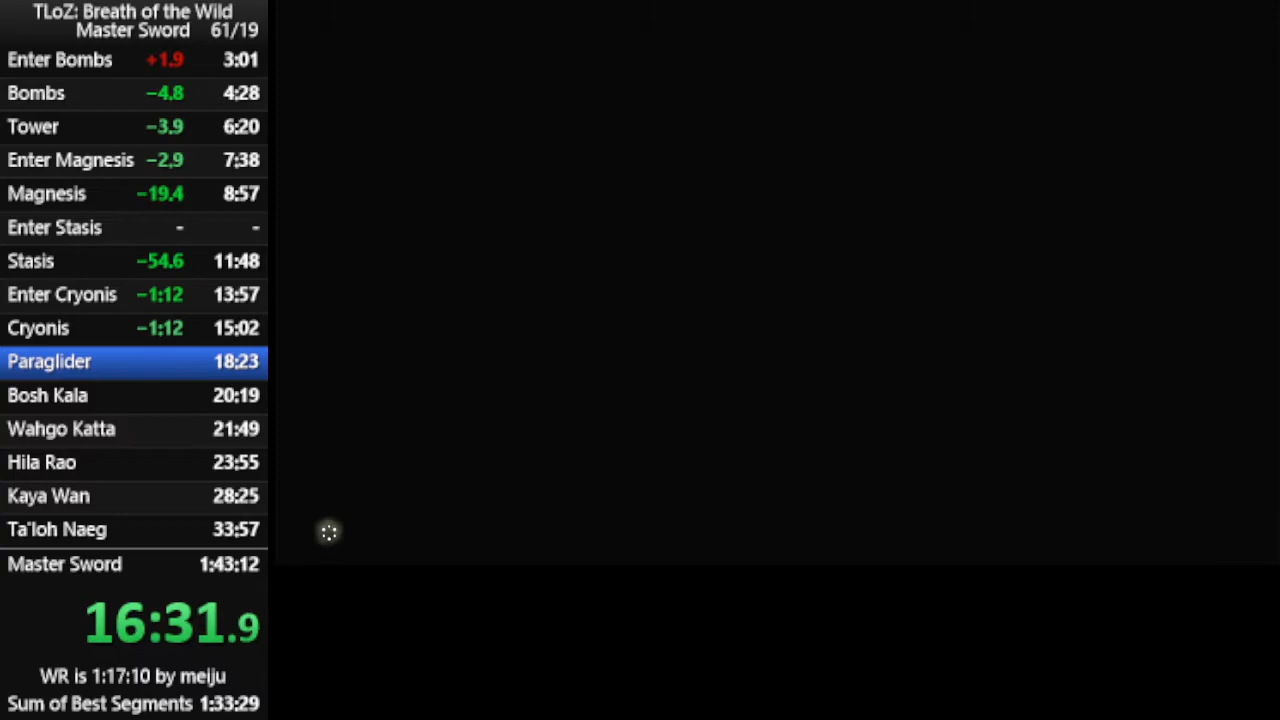 TLoZ: Breath of the Wild
Master Sword 61/19
Enter Bombs +1.9 3:01
Bombs −4.8 4:28
Tower −3.9 6:20
Enter Magnesis −2.9 7:38
Magnesis −19.4 8:57
Enter Stasis - -
Stasis −54.6 11:48
Enter Cryonis −1:12 13:57
Cryonis −1:12 15:02
Paraglider 18:23
Bosh Kala 20:19
Wahgo Katta 21:49
Hila Rao 23:55
Kaya Wan 28:25
Ta'loh Naeg 33:57
Master Sword 1:43:12
16:31.9
WR is 1:17:10 by meiju
Sum of Best Segments 1:33:29